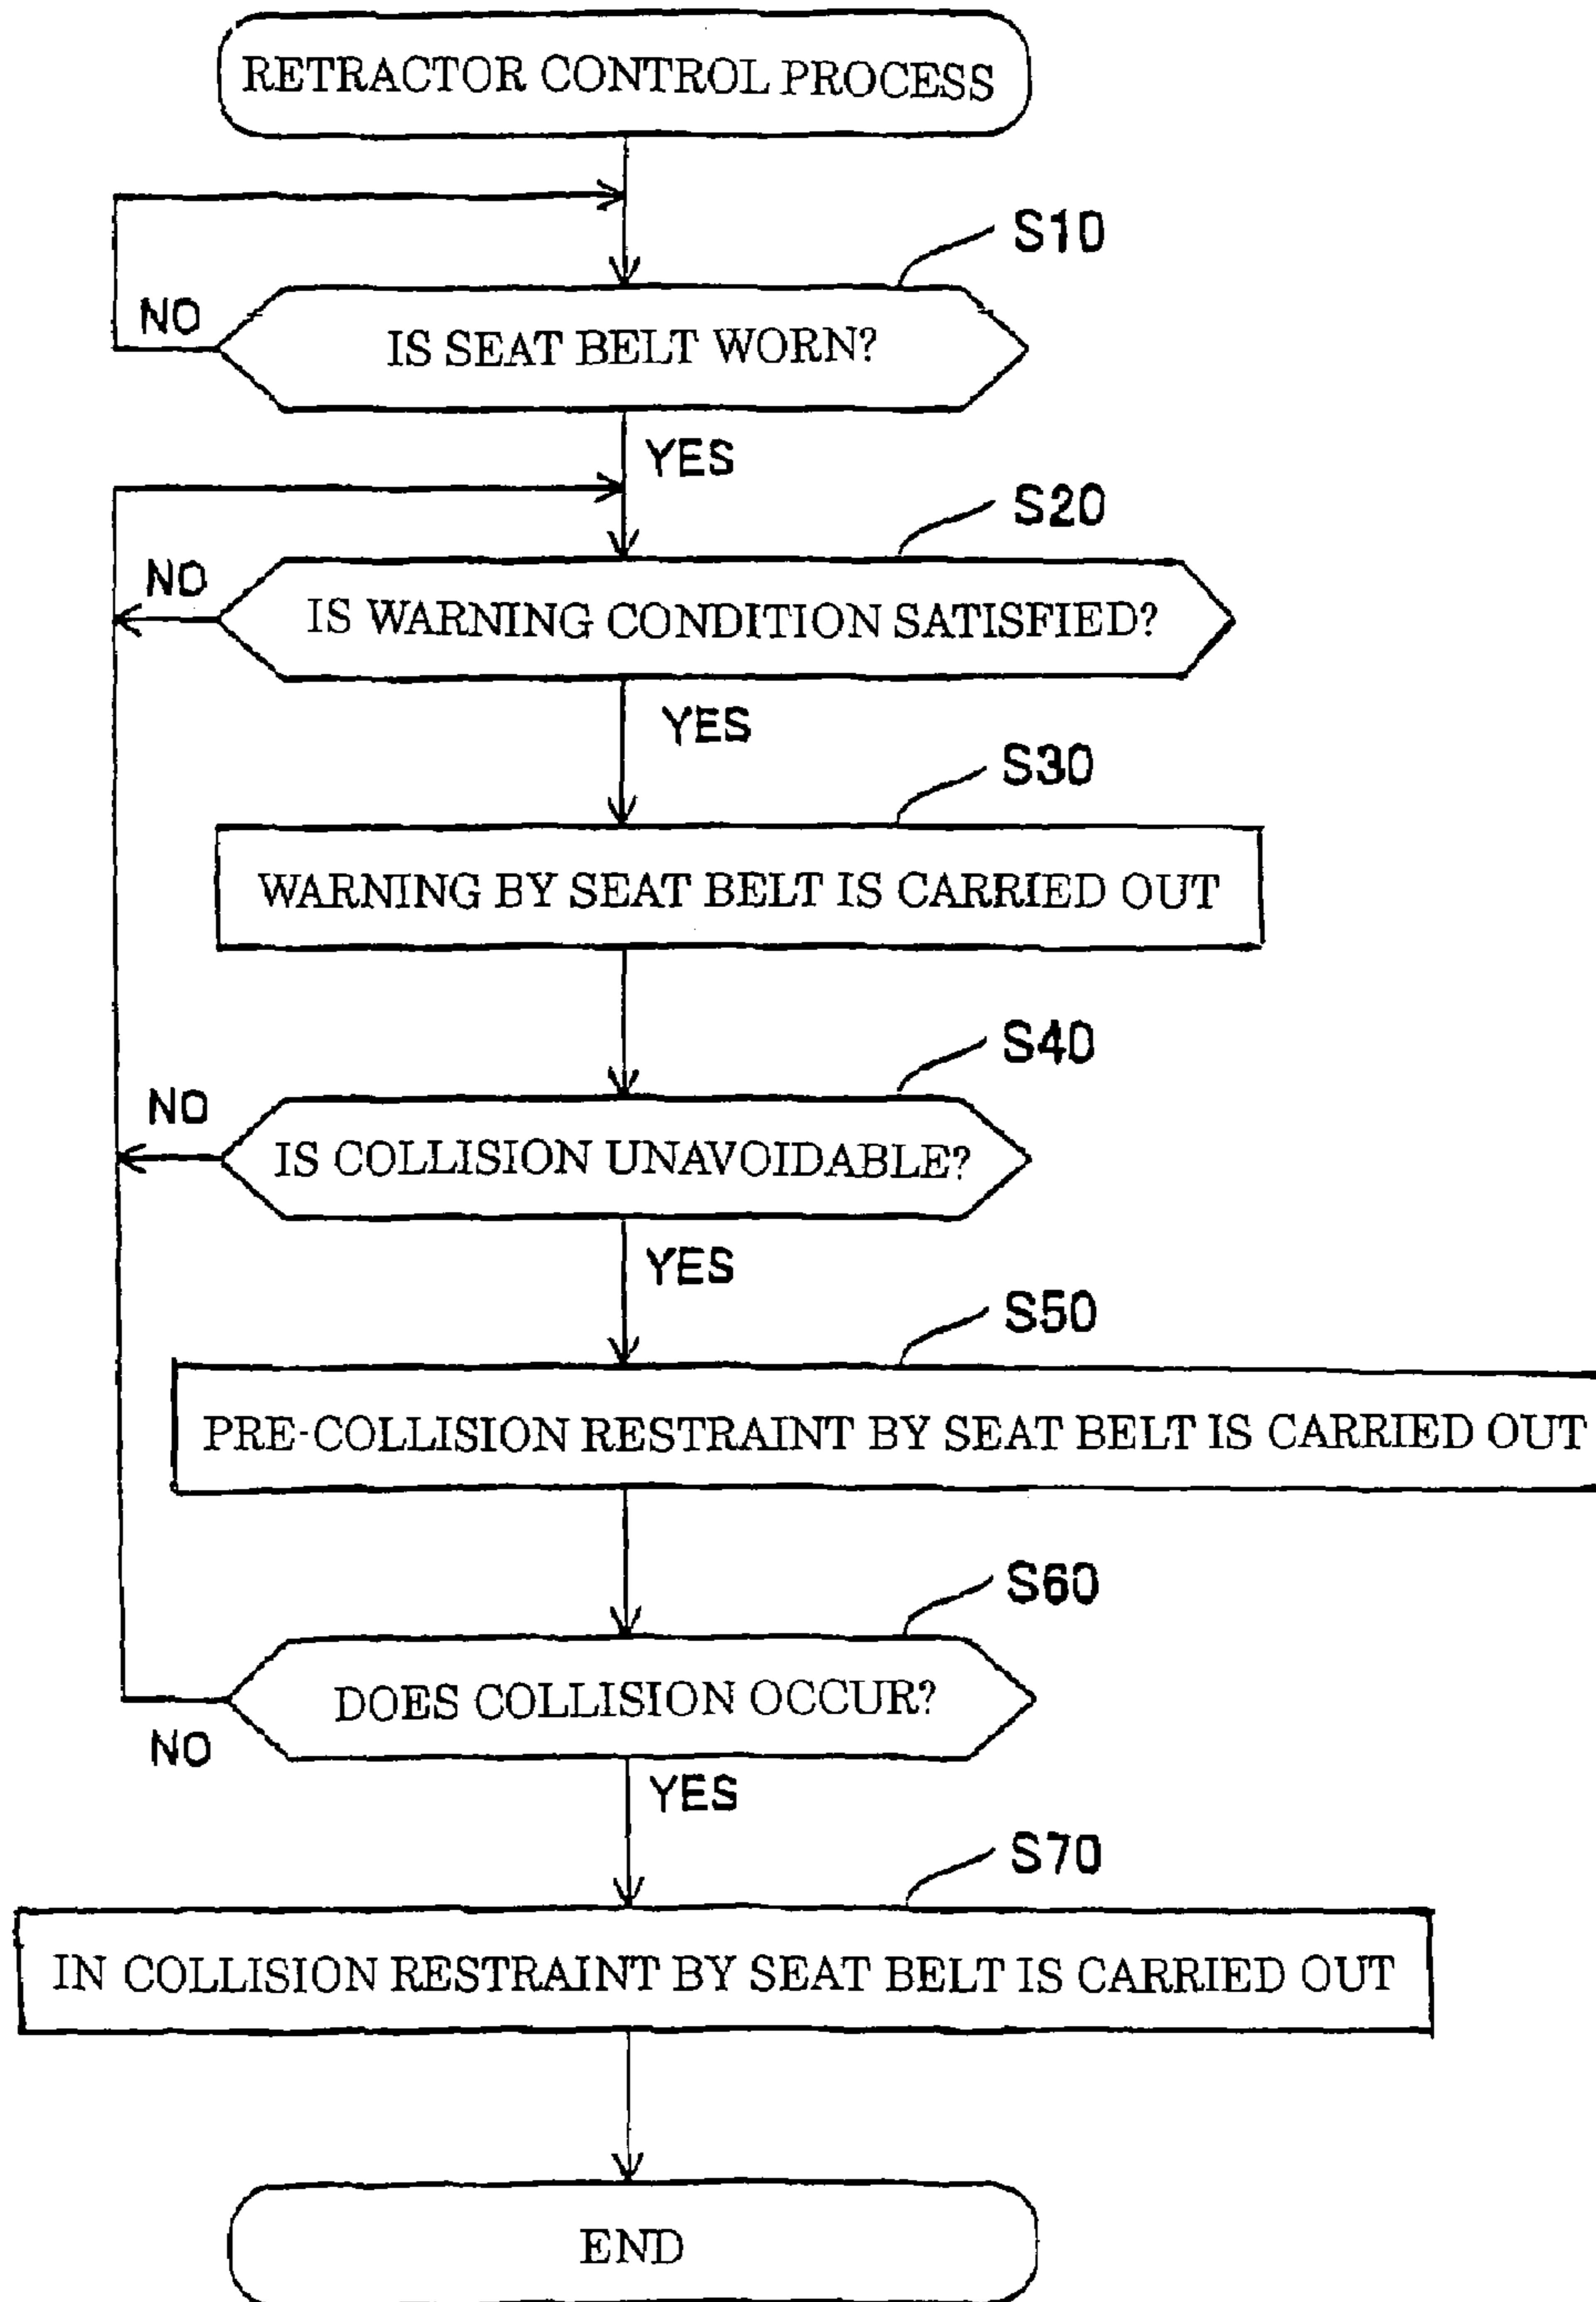 RETRACTOR CONTROL PROCESS
S10
NO
IS SEAT BELT WORN?
YES
S20
NO
IS WARNING CONDITION SATISFIED?
YES
S30
WARNING BY SEAT BELT IS CARRIED OUT
S40
NO
IS COLLISION UNAVOIDABLE?
YES
S50
PRE-COLLISION RESTRAINT BY SEAT BELT IS CARRIED OUT
S60
DOES COLLISION OCCUR?
NO
YES
S70
IN COLLISION RESTRAINT BY SEAT BELT IS CARRIED OUT
END